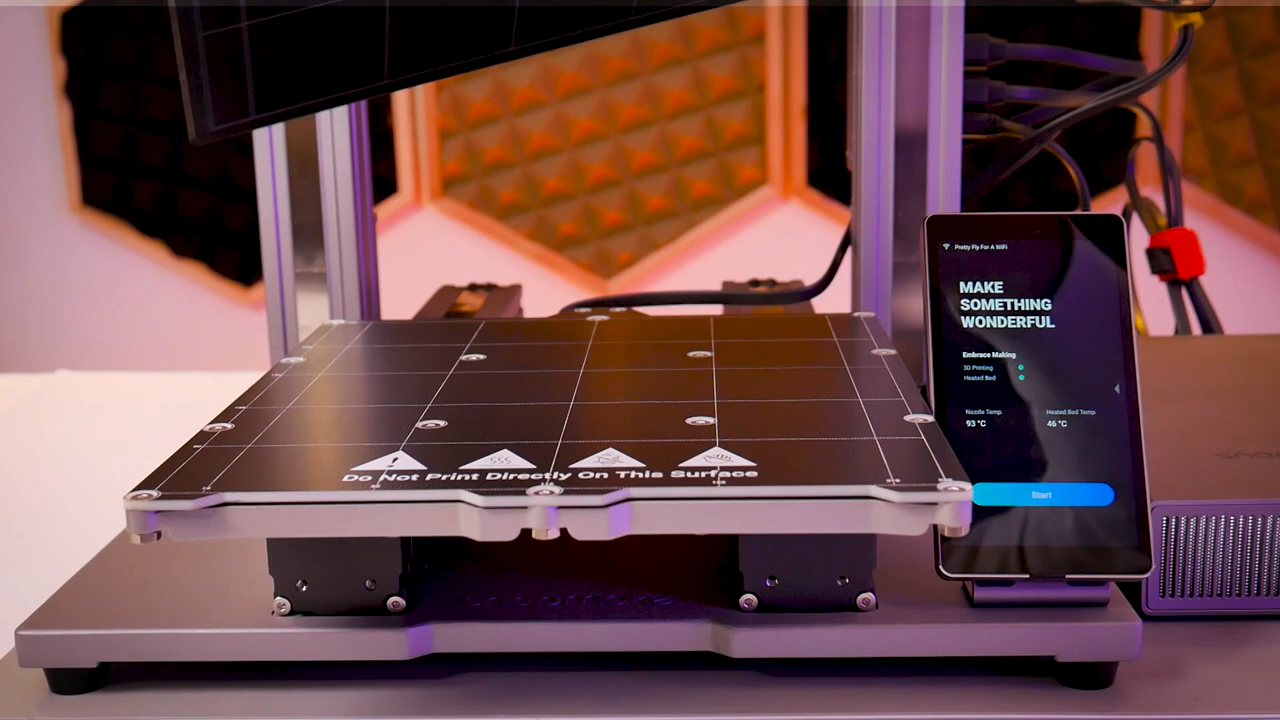 Pretty Fly For A WiFi
MAKE
SOMETHING
WONDERFUL
Embrace Making
3D Printing
Heated Bed
Nozzle Temp.
Heated Bed Temp.
93 °C
46 °C
Start
Do Not Print Directly On This Surface
snapmaker